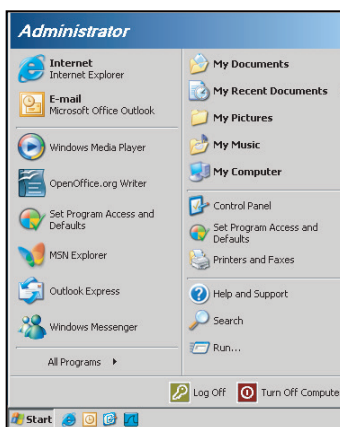 Administrator
Internet
Internet Explorer
E-mail
Microsoft Office Outlook
Windows Media Player
OpenOffice.org Writer
Set Program Access and
Defaults
MSN Explorer
Outlook Express
Windows Messenger
All Programs
My Documents
My Recent Documents
My Pictures
My Music
My Computer
Control Panel
Set Program Access and
Defaults
Printers and Faxes
Help and Support
Search
Run...
Log Off
Turn Off Compute
Start